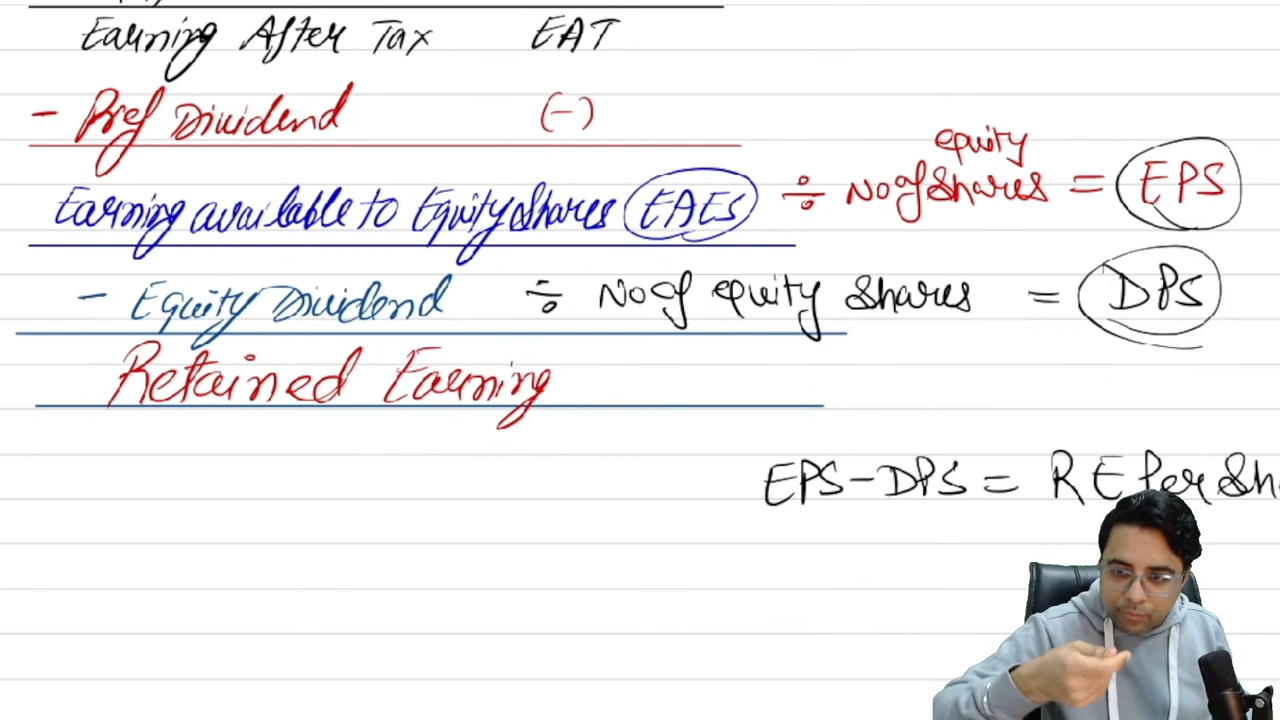 Earning After Tax EAT
- Pref Dividend (-)
Earning available to Equity Shares EAES ÷ No of equity Shares = EPS
- Equity Dividend ÷ No of equity Shares = DPS
Retained Earning
EPS-DPS = RE Per Sh